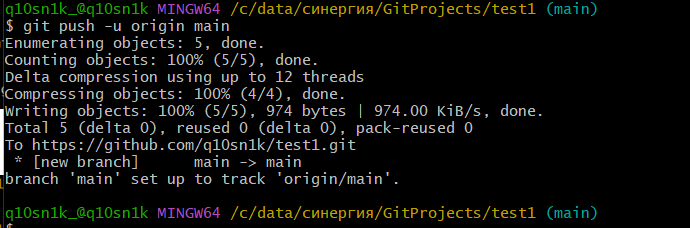 q10sn1k_@q10sn1k MINGW64 /c/data/синергия/GitProjects/test1 (main)
$ git push -u origin main
Enumerating objects: 5, done.
Counting objects: 100% (5/5), done.
Delta compression using up to 12 threads
Compressing objects: 100% (4/4), done.
Writing objects: 100% (5/5), 974 bytes | 974.00 KiB/s, done.
Total 5 (delta 0), reused 0 (delta 0), pack-reused 0
To https://github.com/q10sn1k/test1.git
 * [new branch]      main -> main
branch 'main' set up to track 'origin/main'.

q10sn1k_@q10sn1k MINGW64 /c/data/синергия/GitProjects/test1 (main)
$